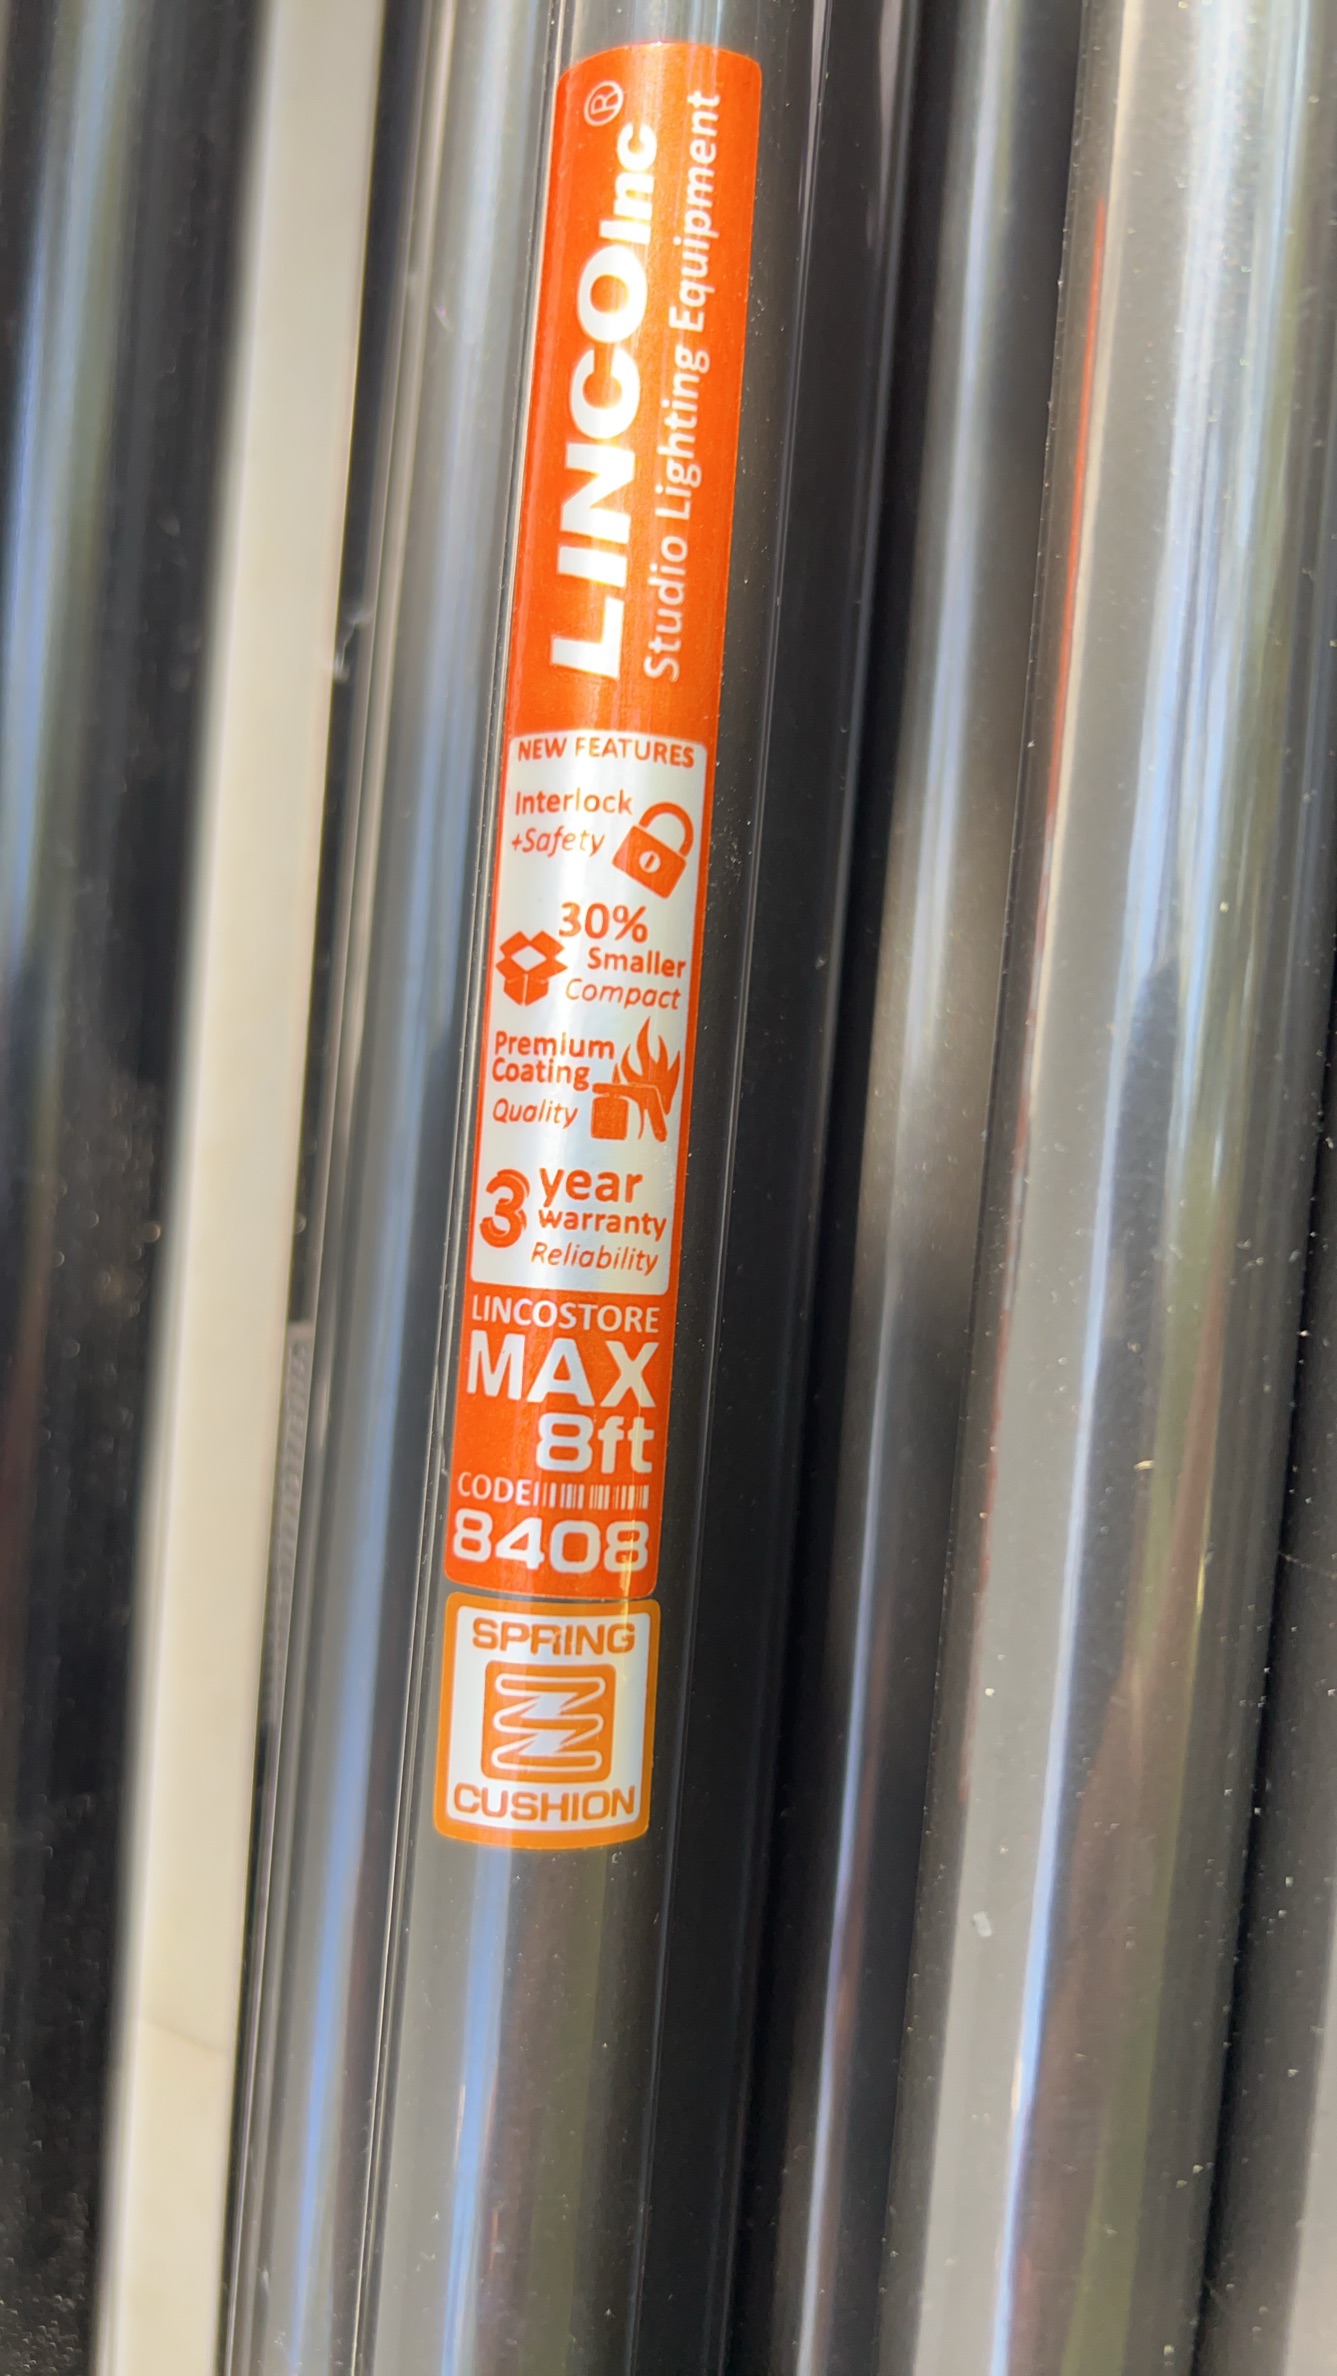 LINCOInc®
Studio Lighting Equipment
NEW FEATURES
Interlock
+Safety
30%
Smaller
Compact
Premium
Coating
Quality
3 year
warranty
Reliability
LINCOSTORE
MAX
8ft
CODE
8408
SPRING
CUSHION